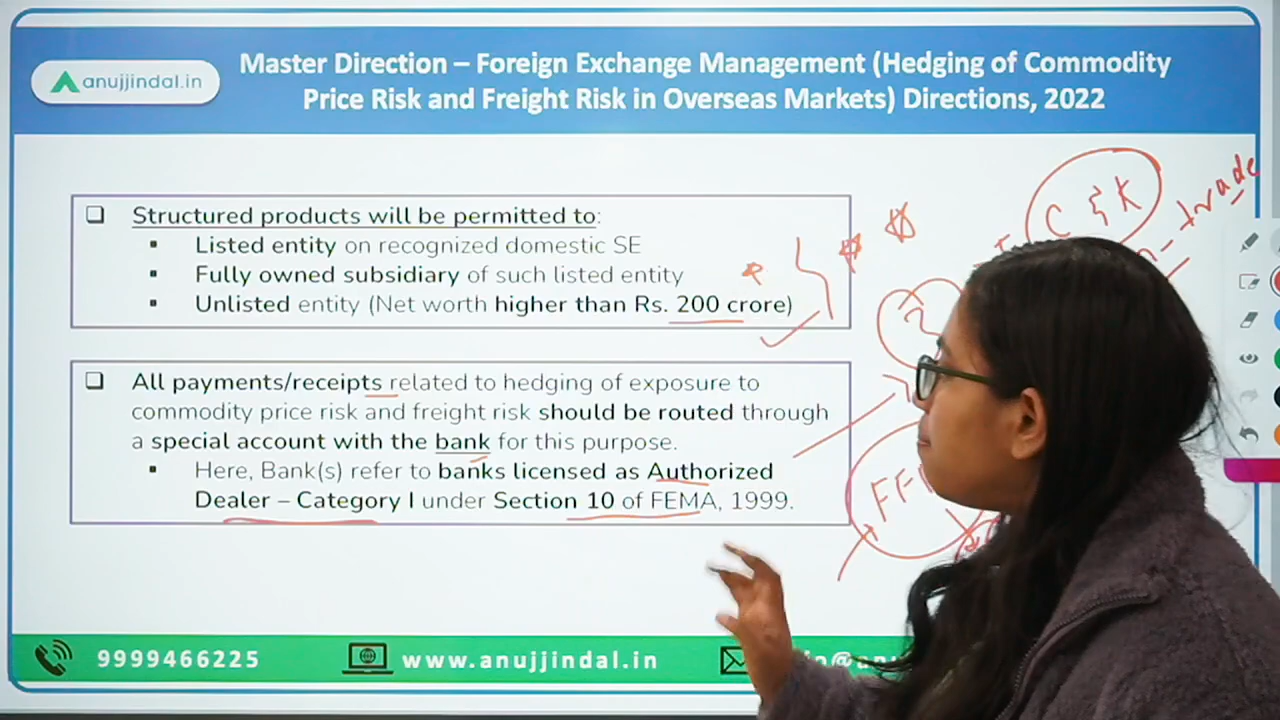 Master Direction – Foreign Exchange Management (Hedging of Commodity
Price Risk and Freight Risk in Overseas Markets) Directions, 2022
anujjindal.in
Structured products will be permitted to:
Listed entity on recognized domestic SE
Fully owned subsidiary of such listed entity
Unlisted entity (Net worth higher than Rs. 200 crore)
All payments/receipts related to hedging of exposure to
commodity price risk and freight risk should be routed through
a special account with the bank for this purpose.
Here, Bank(s) refer to banks licensed as Authorized
Dealer – Category I under Section 10 of FEMA, 1999.
trade
9999466225
www.anujjindal.in